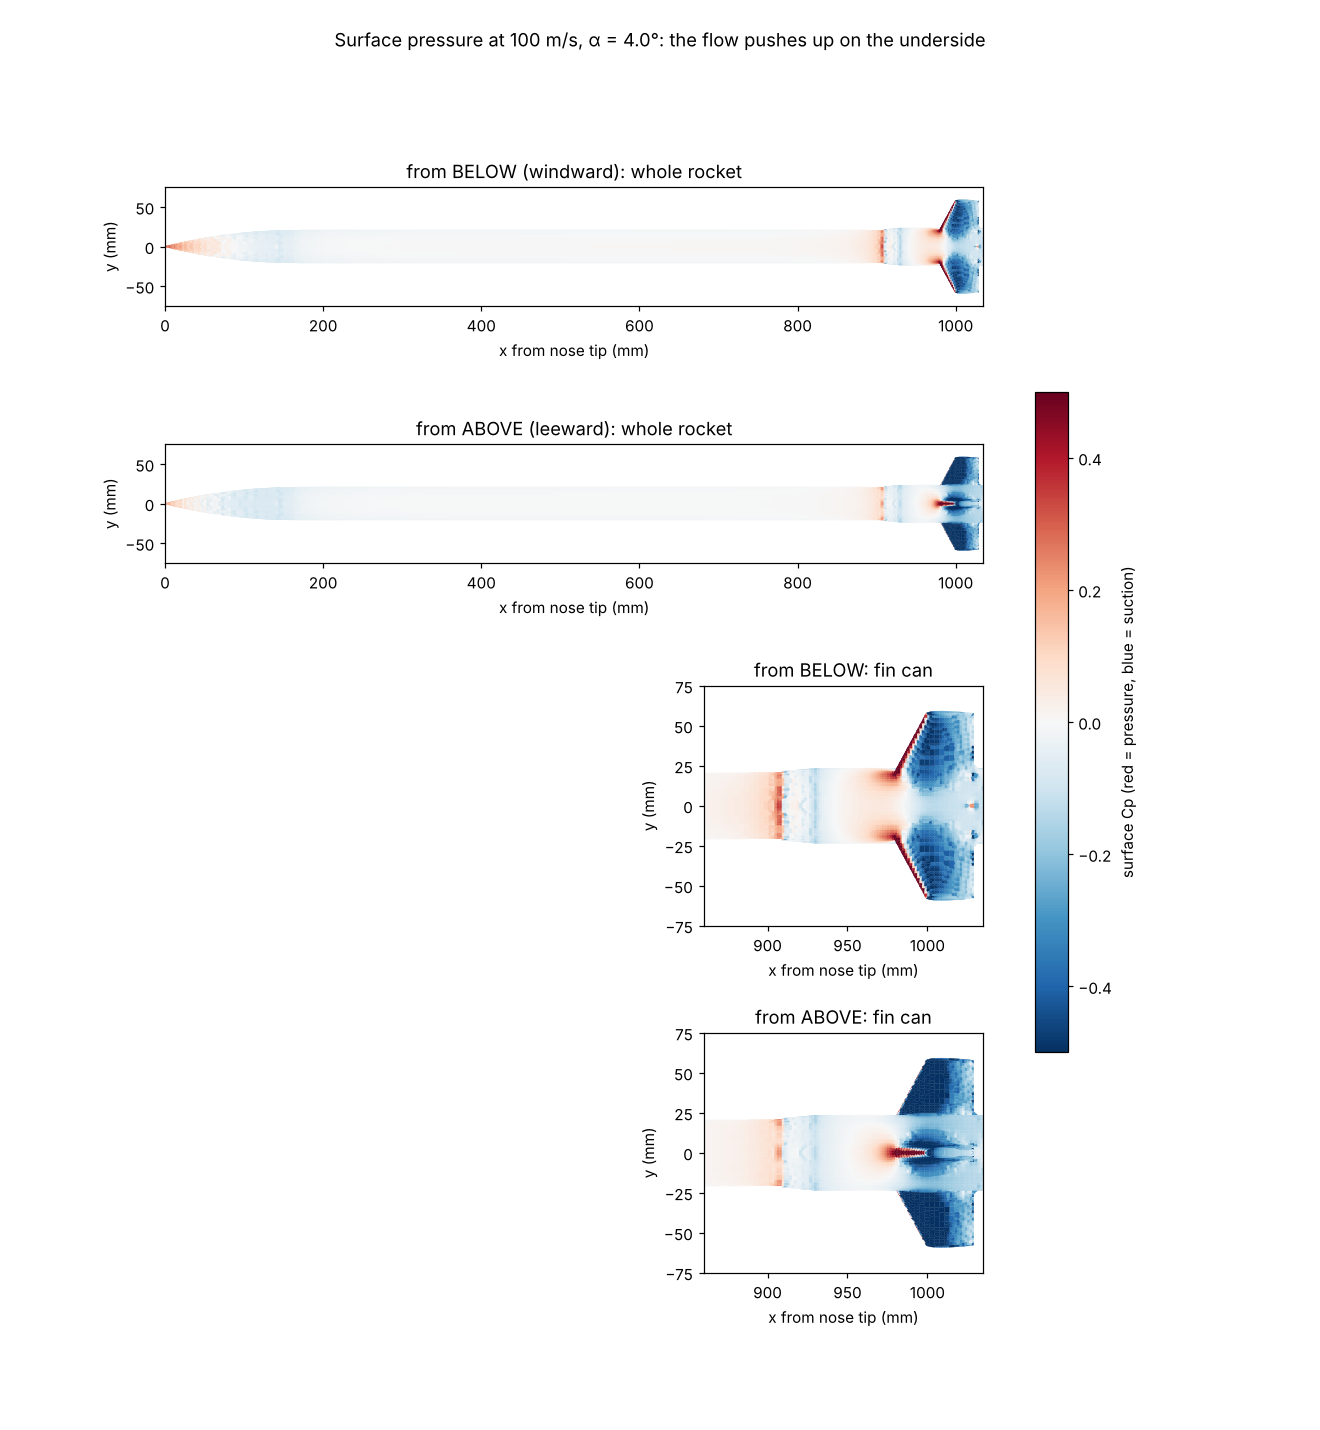 Surface pressure at 100 m/s, α = 4.0°: the flow pushes up on the underside
from BELOW (windward): whole rocket
50
0
−50
y (mm)
0 200 400 600 800 1000
x from nose tip (mm)
from ABOVE (leeward): whole rocket
50
0
−50
y (mm)
0 200 400 600 800 1000
x from nose tip (mm)
from BELOW: fin can
75
50
25
0
−25
−50
−75
y (mm)
900 950 1000
x from nose tip (mm)
from ABOVE: fin can
75
50
25
0
−25
−50
−75
y (mm)
900 950 1000
x from nose tip (mm)
0.4
0.2
0.0
−0.2
−0.4
surface Cp (red = pressure, blue = suction)